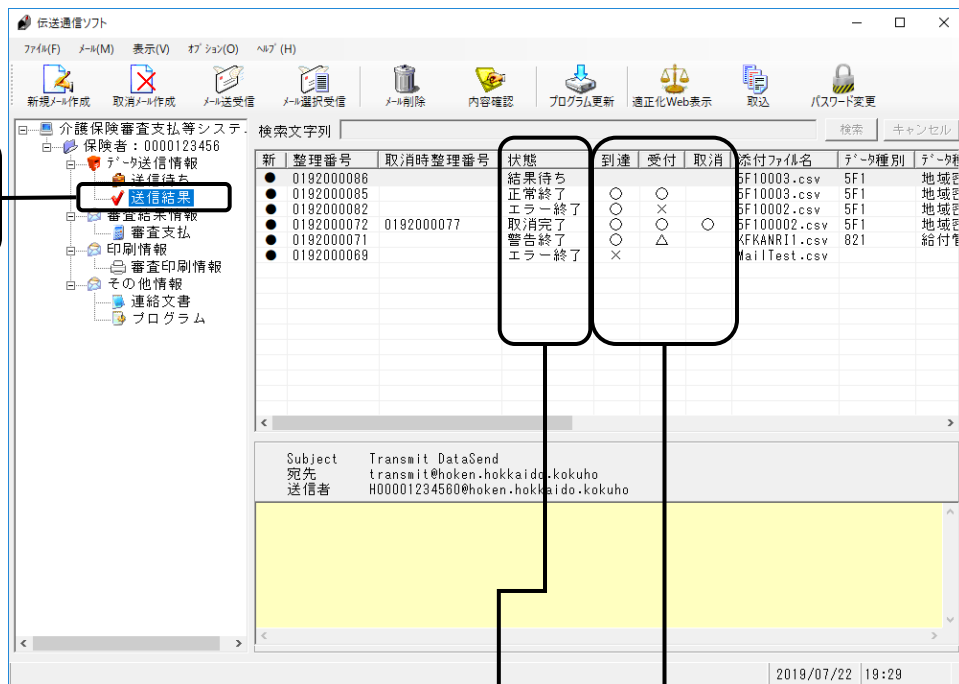 伝送通信ソフト
ﾌｧｲﾙ(F) ﾒｰﾙ(M) 表示(V) ｵﾌﾟｼｮﾝ(O) ﾍﾙﾌﾟ(H)
新規ﾒｰﾙ作成 取消ﾒｰﾙ作成 ﾒｰﾙ送受信 ﾒｰﾙ選択受信 ﾒｰﾙ削除 内容確認 ﾌﾟﾛｸﾞﾗﾑ更新 適正化Web表示 取込 ﾊﾟｽﾜｰﾄﾞ変更
介護保険審査支払等システ
保険者：0000123456
ﾃﾞｰﾀ送信情報
送信待ち
送信結果
審査結果情報
審査支払
印刷情報
審査印刷情報
その他情報
連絡文書
プログラム
検索文字列 検索 キャンセル
新 整理番号 取消時整理番号 状態 到達 受付 取消 添付ﾌｧｲﾙ名 ﾃﾞｰﾀ種別 ﾃﾞｰﾀ種
● 0192000086 結果待ち 5F10003.csv 5F1 地域密
● 0192000085 正常終了 ○ ○ 5F10003.csv 5F1 地域密
● 0192000082 エラー終了 ○ × 5F10002.csv 5F1 地域密
● 0192000072 0192000077 取消完了 ○ ○ ○ 5F100002.csv 5F1 地域密
● 0192000071 警告終了 ○ △ KFKANRI1.csv 821 給付管
● 0192000069 エラー終了 × MailTest.csv
Subject Transmit DataSend
宛先 transmit@hoken.hokkaido.kokuho
送信者 H00001234560@hoken.hokkaido.kokuho
2019/07/22 19:29